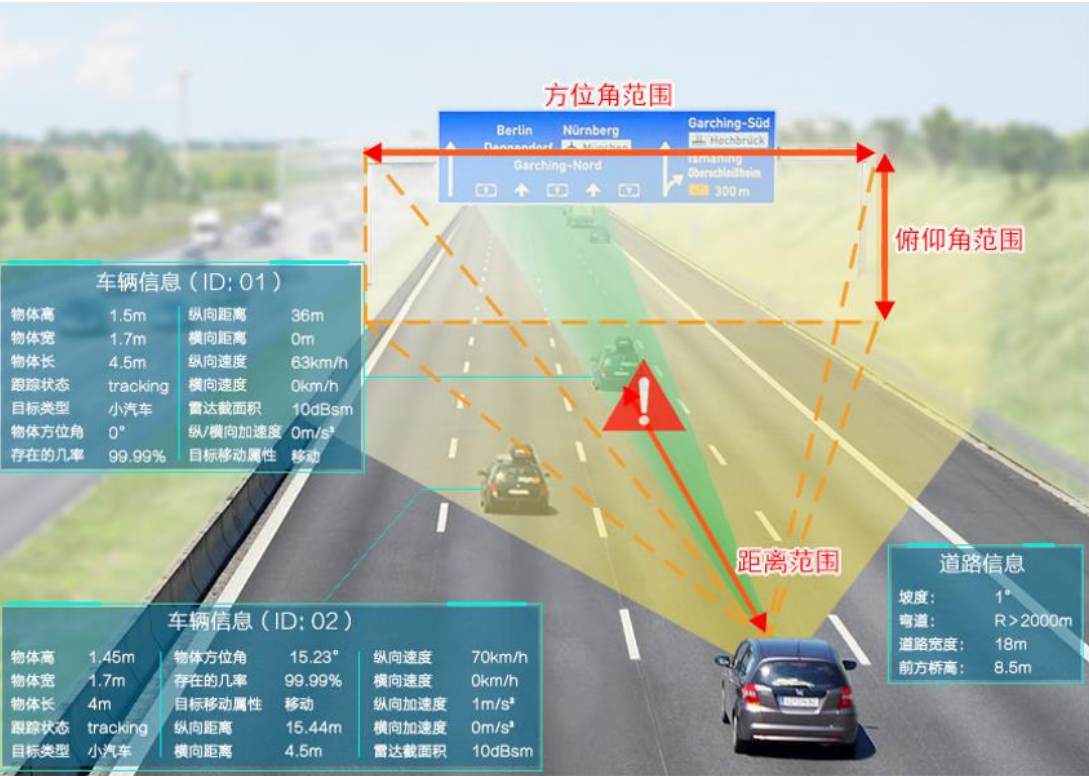 方位角范围
Berlin Nürnberg
Deggendorf München
Garching-Nord
Garching-Süd
Hochbrück
Ismaning
Oberschleißheim
300 m
俯仰角范围
车辆信息（ID: 01）
物体高 1.5m 纵向距离 36m
物体宽 1.7m 横向距离 0m
物体长 4.5m 纵向速度 63km/h
跟踪状态 tracking 横向速度 0km/h
目标类型 小汽车 雷达截面积 10dBsm
物体方位角 0° 纵/横向加速度 0m/s³
存在的几率 99.99% 目标移动属性 移动
距离范围
道路信息
坡度： 1°
弯道： R>2000m
道路宽度： 18m
前方桥高： 8.5m
车辆信息（ID: 02）
物体高 1.45m 物体方位角 15.23° 纵向速度 70km/h
物体宽 1.7m 存在的几率 99.99% 横向速度 0km/h
物体长 4m 目标移动属性 移动 纵向加速度 1m/s³
跟踪状态 tracking 纵向距离 15.44m 横向加速度 0m/s³
目标类型 小汽车 横向距离 4.5m 雷达截面积 10dBsm